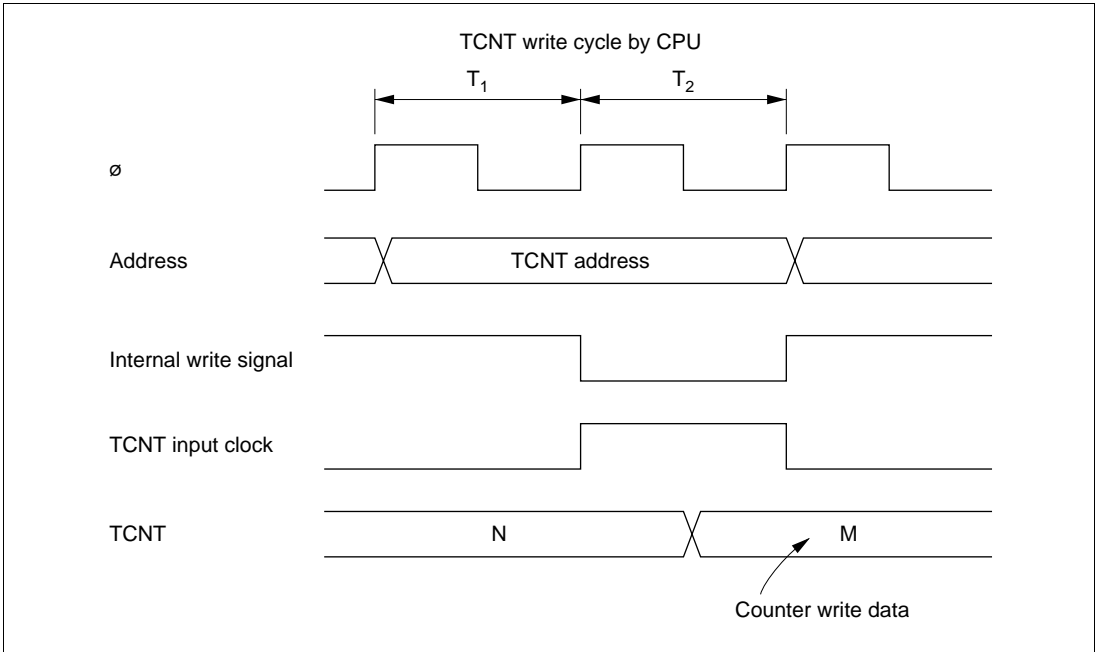 TCNT write cycle by CPU
T1 T2
ø
Address TCNT address
Internal write signal
TCNT input clock
TCNT N M
Counter write data